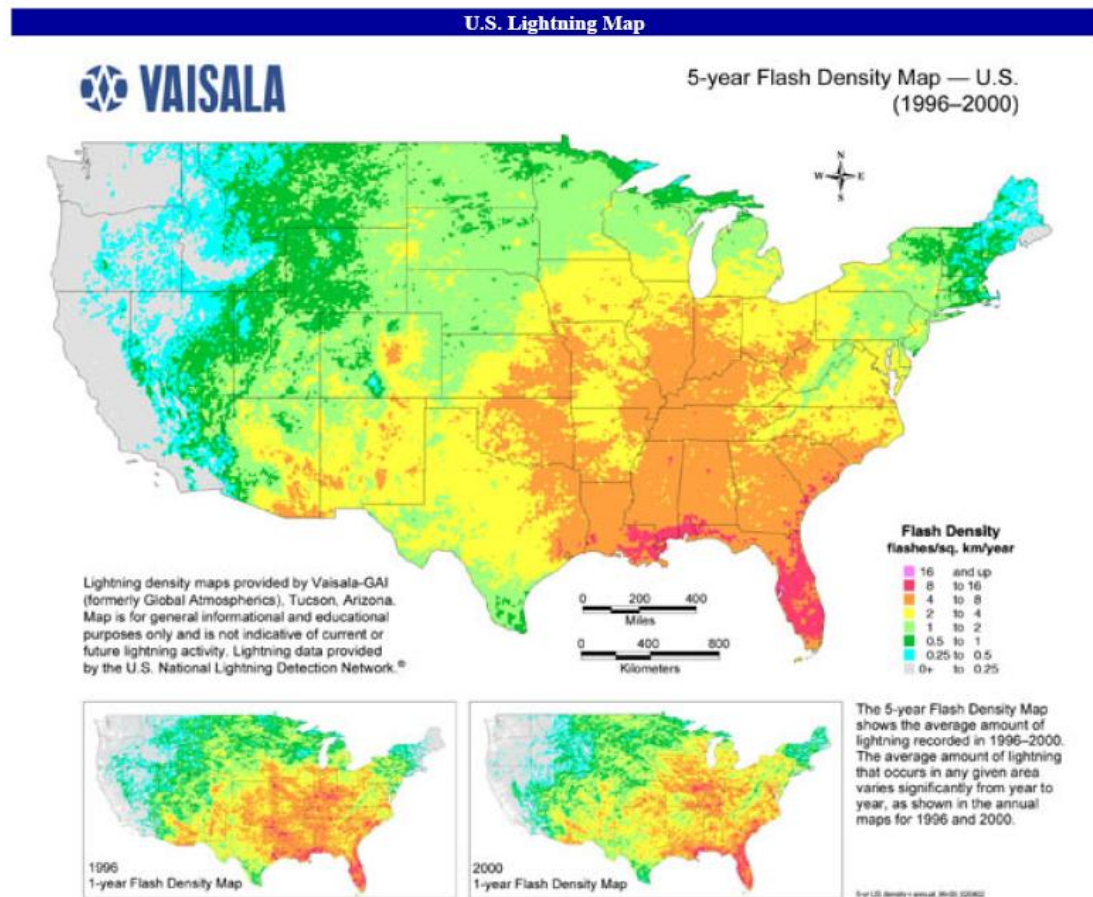 U.S. Lightning Map
VAISALA
5-year Flash Density Map — U.S.
(1996–2000)
N
W E
S
Flash Density
flashes/sq. km/year
16 and up
8 to 16
4 to 8
2 to 4
1 to 2
0.5 to 1
0.25 to 0.5
0+ to 0.25
0 200 400
Miles
0 400 800
Kilometers
Lightning density maps provided by Vaisala-GAI
(formerly Global Atmospherics), Tucson, Arizona.
Map is for general informational and educational
purposes only and is not indicative of current or
future lightning activity. Lightning data provided
by the U.S. National Lightning Detection Network.®
1996
1-year Flash Density Map
2000
1-year Flash Density Map
The 5-year Flash Density Map
shows the average amount of
lightning recorded in 1996–2000.
The average amount of lightning
that occurs in any given area
varies significantly from year to
year, as shown in the annual
maps for 1996 and 2000.